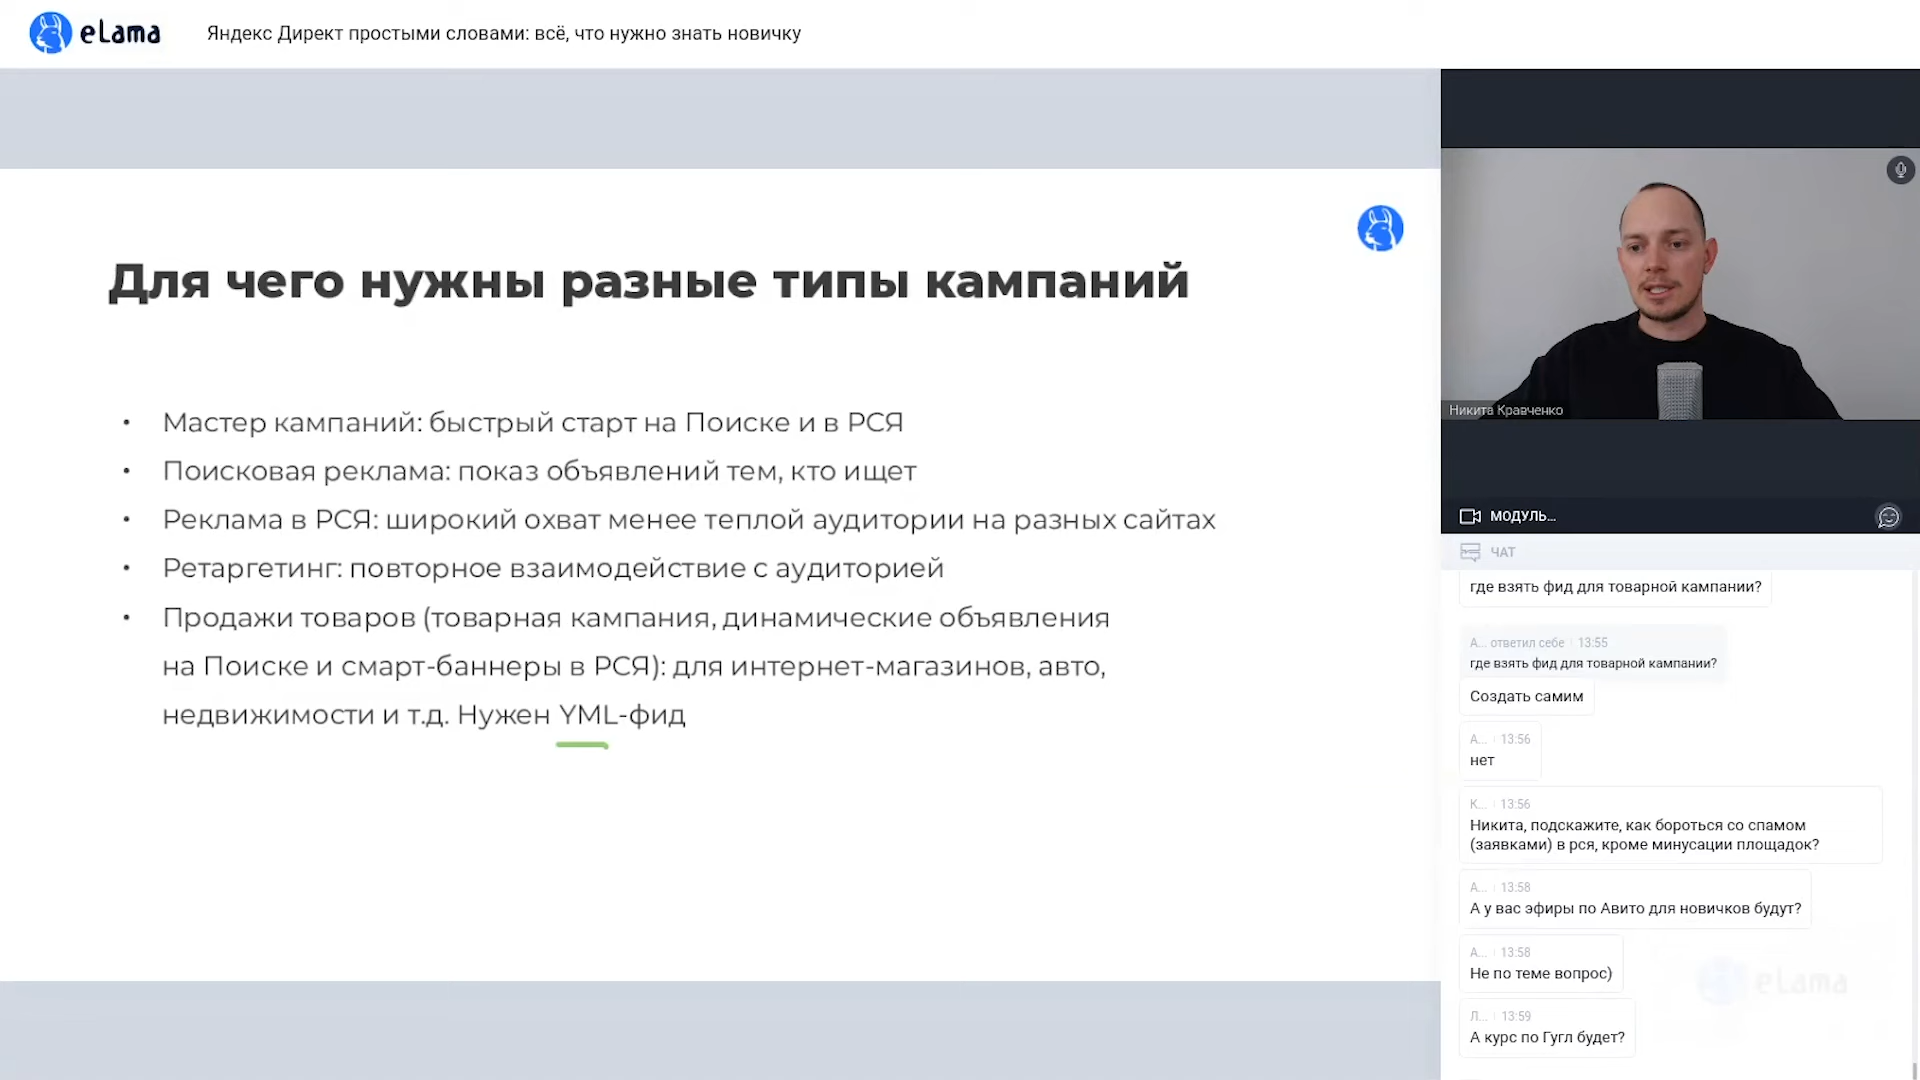 eLama
Яндекс Директ простыми словами: всё, что нужно знать новичку
Для чего нужны разные типы кампаний
• Мастер кампаний: быстрый старт на Поиске и в РСЯ
• Поисковая реклама: показ объявлений тем, кто ищет
• Реклама в РСЯ: широкий охват менее теплой аудитории на разных сайтах
• Ретаргетинг: повторное взаимодействие с аудиторией
• Продажи товаров (товарная кампания, динамические объявления
на Поиске и смарт-баннеры в РСЯ): для интернет-магазинов, авто,
недвижимости и т.д. Нужен YML-фид
Никита Кравченко
МОДУЛЬ...
ЧАТ
где взять фид для товарной кампании?
А... ответил себе 13:55
где взять фид для товарной кампании?
Создать самим
А... 13:56
нет
К... 13:56
Никита, подскажите, как бороться со спамом
(заявками) в рся, кроме минусации площадок?
А... 13:58
А у вас эфиры по Авито для новичков будут?
А... 13:58
Не по теме вопрос)
eLama
Л... 13:59
А курс по Гугл будет?